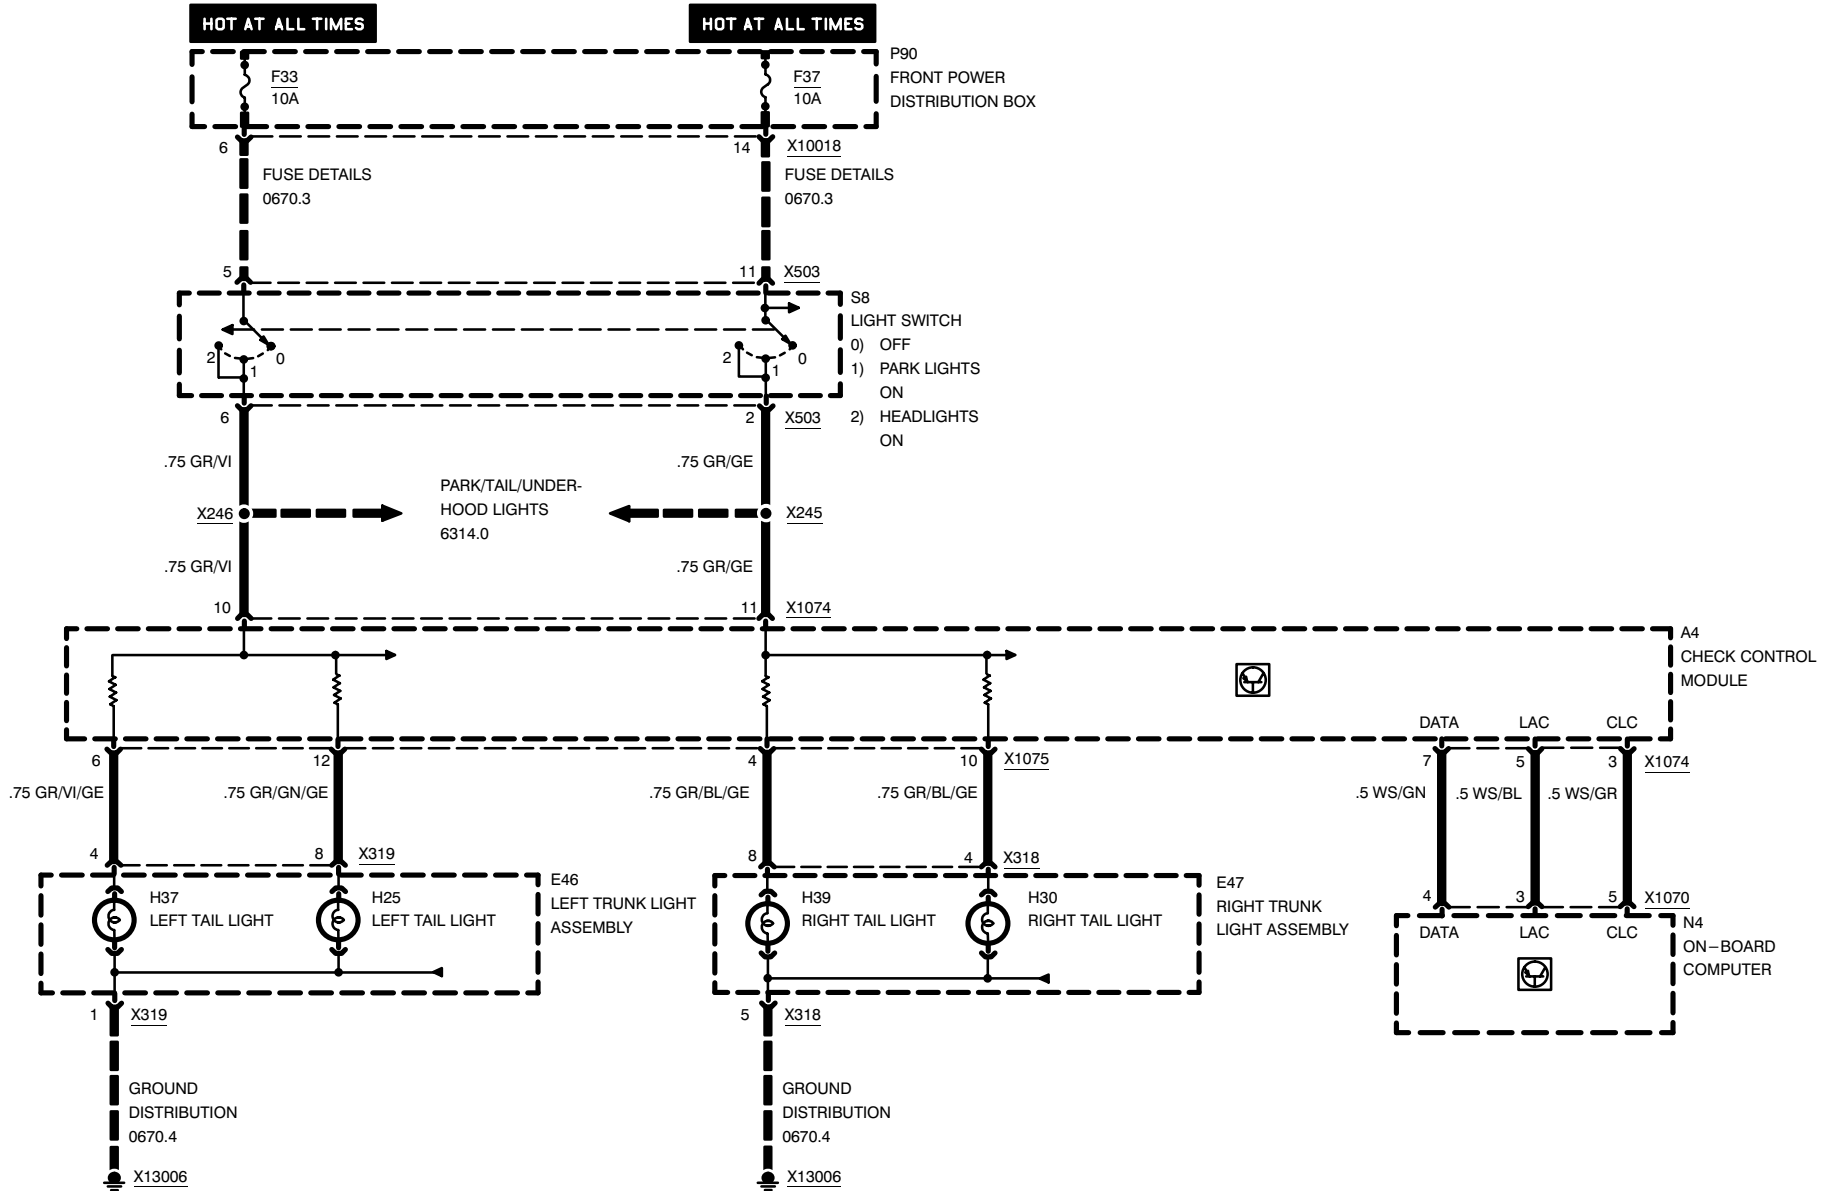 HOT AT ALL TIMES
HOT AT ALL TIMES
P90
FRONT POWER
DISTRIBUTION BOX
F33
10A
F37
10A
6
14
X10018
FUSE DETAILS
0670.3
FUSE DETAILS
0670.3
5
11
X503
S8
LIGHT SWITCH
0) OFF
1) PARK LIGHTS
ON
2) HEADLIGHTS
ON
2
1
0
2
1
0
6
2
X503
.75 GR/VI
.75 GR/GE
PARK/TAIL/UNDER-
HOOD LIGHTS
6314.0
X246
X245
.75 GR/VI
.75 GR/GE
10
11
X1074
A4
CHECK CONTROL
MODULE
DATA
LAC
CLC
6
12
4
10
X1075
7
5
3
X1074
.75 GR/VI/GE
.75 GR/GN/GE
.75 GR/BL/GE
.75 GR/BL/GE
.5 WS/GN
.5 WS/BL
.5 WS/GR
4
8
X319
8
4
X318
4
3
5
X1070
H37
LEFT TAIL LIGHT
H25
LEFT TAIL LIGHT
E46
LEFT TRUNK LIGHT
ASSEMBLY
H39
RIGHT TAIL LIGHT
H30
RIGHT TAIL LIGHT
E47
RIGHT TRUNK
LIGHT ASSEMBLY
DATA
LAC
CLC
N4
ON–BOARD
COMPUTER
1
X319
5
X318
GROUND
DISTRIBUTION
0670.4
GROUND
DISTRIBUTION
0670.4
X13006
X13006